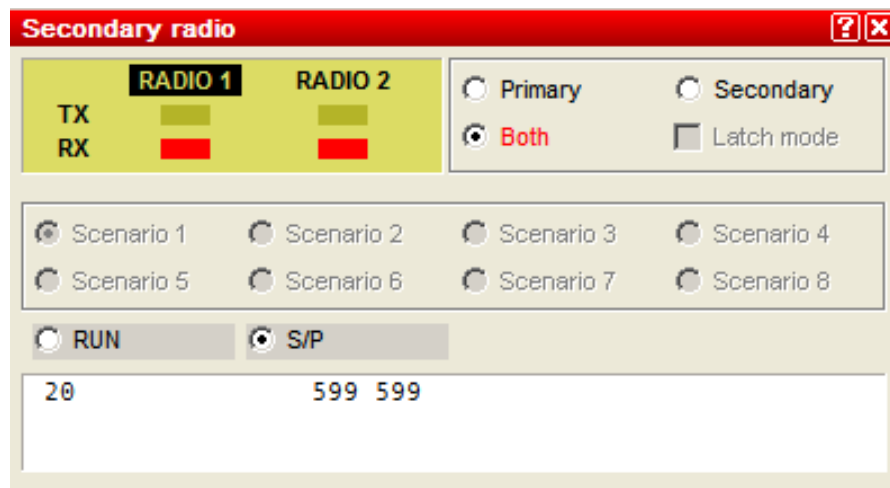 Secondary radio
RADIO 1 RADIO 2
TX
RX
Primary Secondary
Both Latch mode
Scenario 1 Scenario 2 Scenario 3 Scenario 4
Scenario 5 Scenario 6 Scenario 7 Scenario 8
RUN S/P
20 599 599